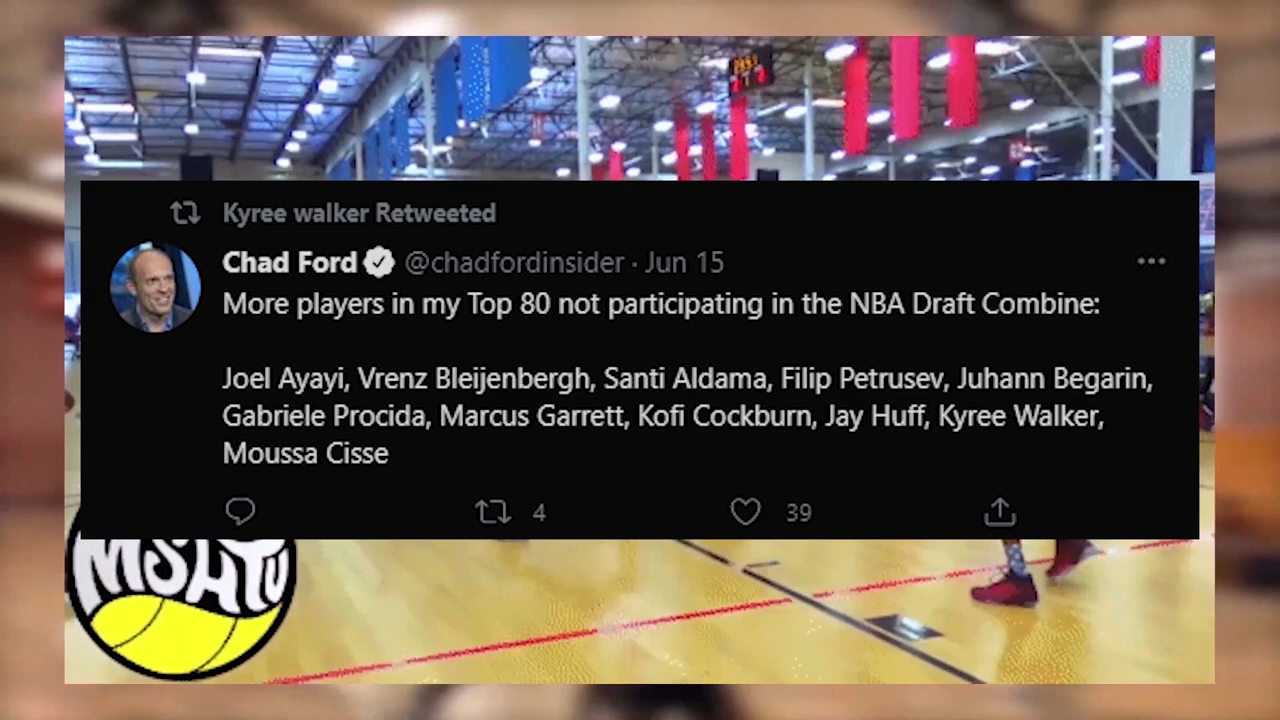 Kyree walker Retweeted
Chad Ford @chadfordinsider · Jun 15
More players in my Top 80 not participating in the NBA Draft Combine:
Joel Ayayi, Vrenz Bleijenbergh, Santi Aldama, Filip Petrusev, Juhann Begarin,
Gabriele Procida, Marcus Garrett, Kofi Cockburn, Jay Huff, Kyree Walker,
Moussa Cisse
4 39